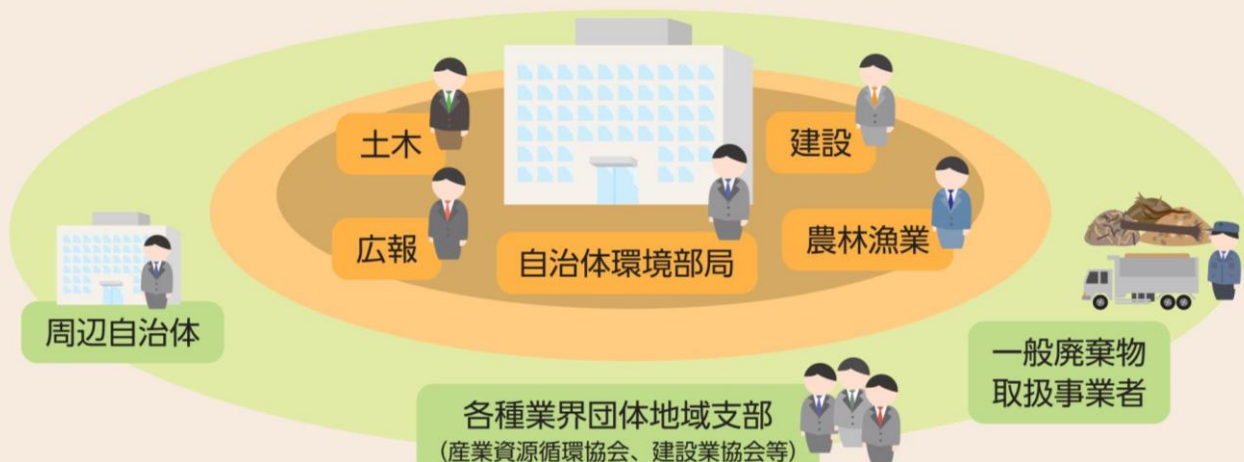 土木
建設
広報
自治体環境部局
農林漁業
周辺自治体
一般廃棄物
取扱事業者
各種業界団体地域支部
(産業資源循環協会、建設業協会等)